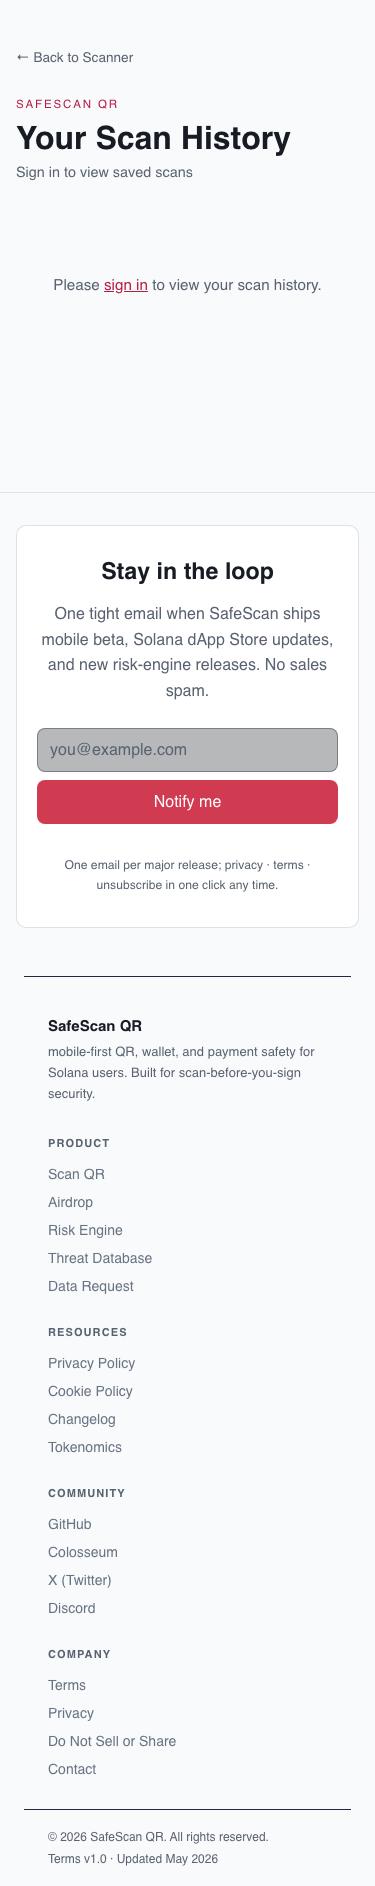 ← Back to Scanner
SAFESCAN QR
Your Scan History
Sign in to view saved scans
Please sign in to view your scan history.
Stay in the loop
One tight email when SafeScan ships
mobile beta, Solana dApp Store updates,
and new risk-engine releases. No sales
spam.
you@example.com
Notify me
One email per major release; privacy · terms ·
unsubscribe in one click any time.
SafeScan QR
mobile-first QR, wallet, and payment safety for
Solana users. Built for scan-before-you-sign
security.
PRODUCT
Scan QR
Airdrop
Risk Engine
Threat Database
Data Request
RESOURCES
Privacy Policy
Cookie Policy
Changelog
Tokenomics
COMMUNITY
GitHub
Colosseum
X (Twitter)
Discord
COMPANY
Terms
Privacy
Do Not Sell or Share
Contact
© 2026 SafeScan QR. All rights reserved.
Terms v1.0 · Updated May 2026